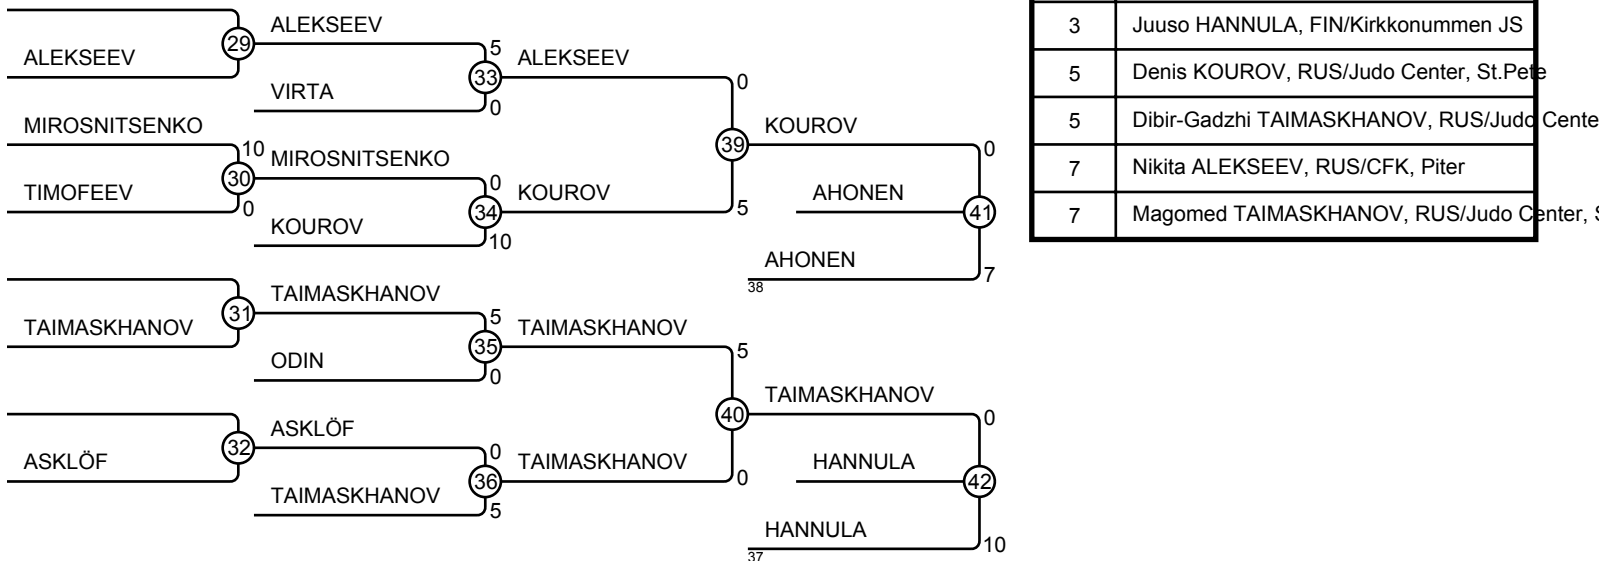 ALEKSEEV
29
ALEKSEEV
5
ALEKSEEV
33
VIRTA
0
0
MIROSNITSENKO
10
MIROSNITSENKO
39
KOUROV
30
0
0
TIMOFEEV
0
KOUROV
AHONEN
34
5
41
KOUROV
10
AHONEN
38
7
TAIMASKHANOV
31
5
TAIMASKHANOV
TAIMASKHANOV
35
5
ODIN
0
TAIMASKHANOV
40
0
ASKLÖF
32
0
ASKLÖF
TAIMASKHANOV
HANNULA
36
0
42
TAIMASKHANOV
5
HANNULA
37
10
3 Juuso HANNULA, FIN/Kirkkonummen JS
5 Denis KOUROV, RUS/Judo Center, St.Pete
5 Dibir-Gadzhi TAIMASKHANOV, RUS/Judo Cente
7 Nikita ALEKSEEV, RUS/CFK, Piter
7 Magomed TAIMASKHANOV, RUS/Judo Center, S